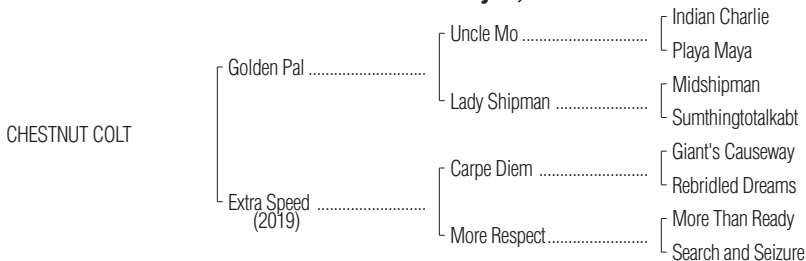 Indian Charlie
Uncle Mo ..............................
Playa Maya
Golden Pal ............................
Midshipman
Lady Shipman ......................
Sumthingtotalkabt
CHESTNUT COLT
Giant's Causeway
Carpe Diem ..........................
Rebridled Dreams
Extra Speed ..........................
(2019)
More Than Ready
More Respect........................
Search and Seizure